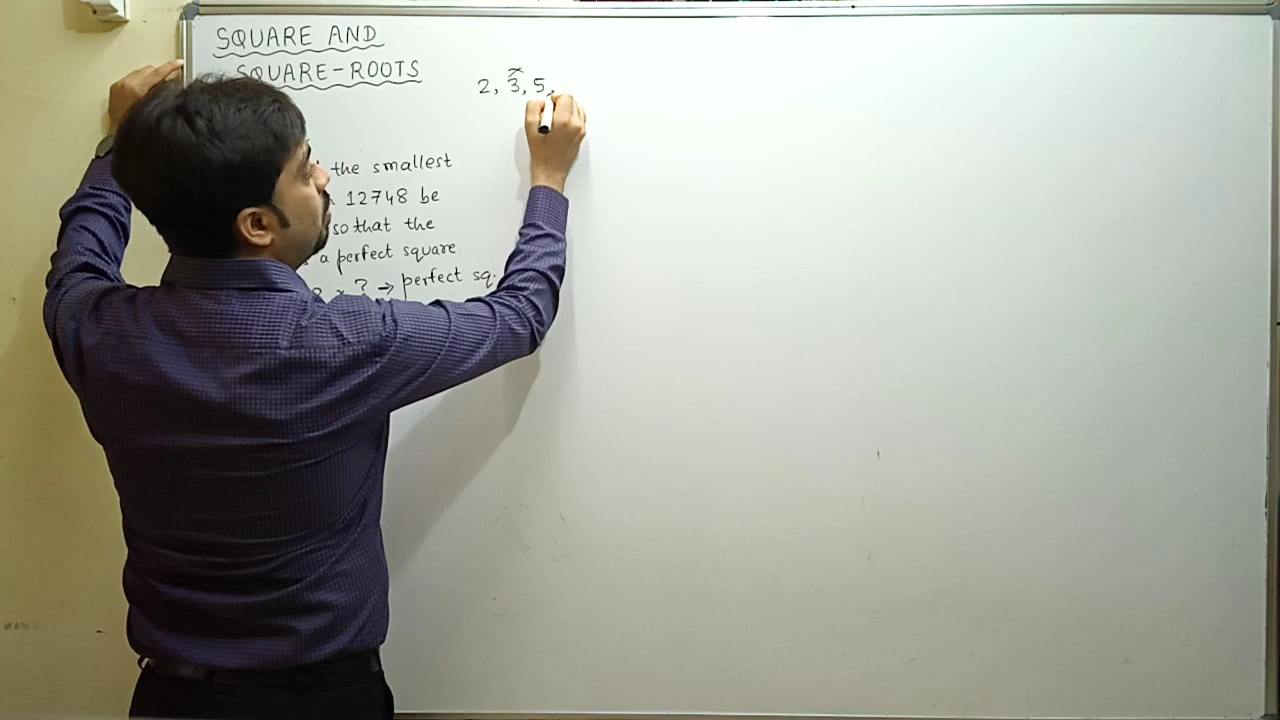 SQUARE AND
SQUARE-ROOTS
2, 3, 5,
the smallest
12748 be
so that the
a perfect square.
× ? → perfect sq.